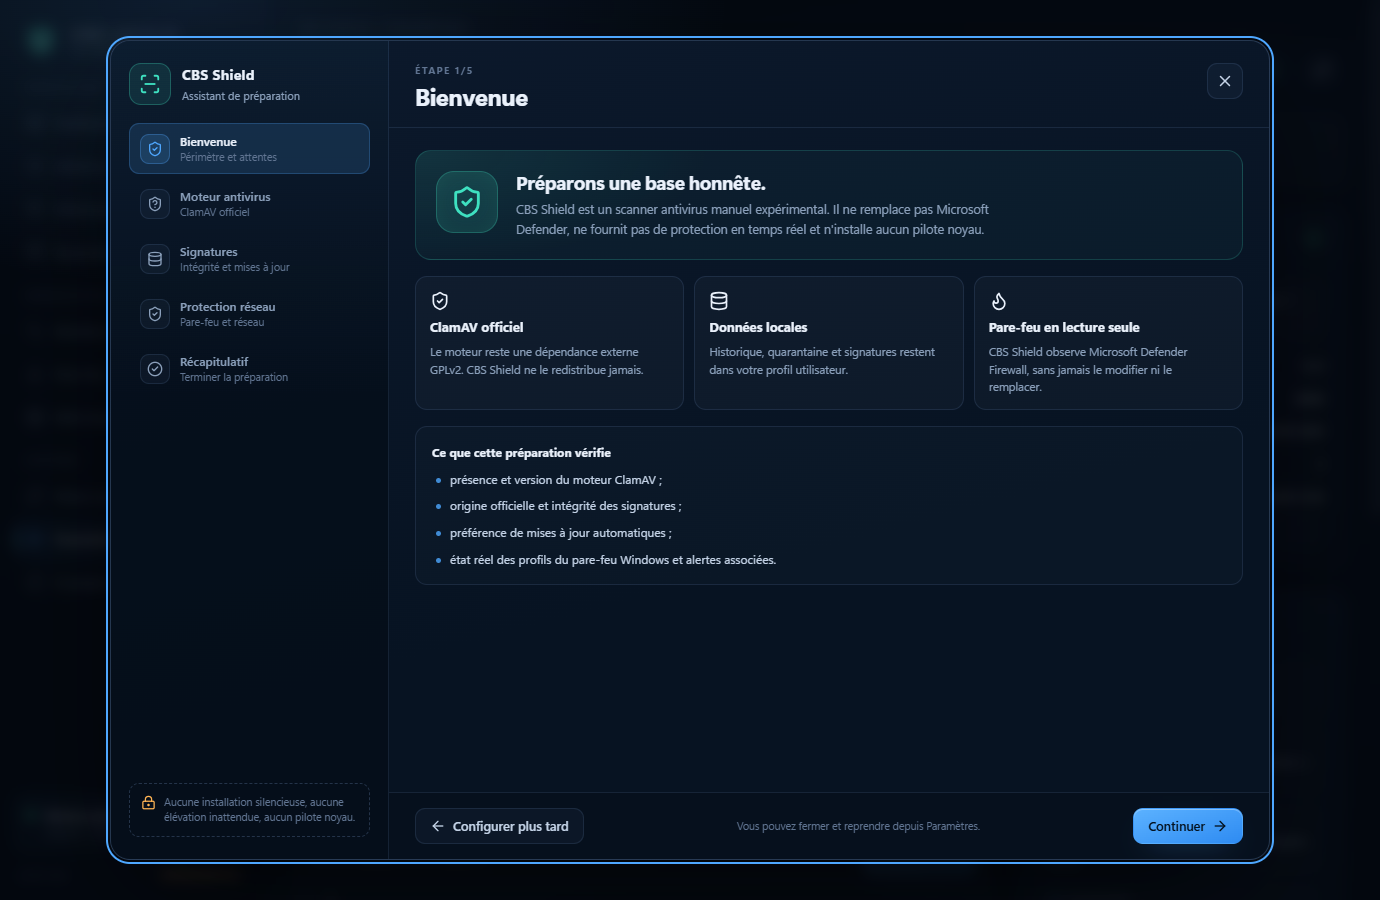 CBS Shield
Assistant de préparation
Bienvenue
Périmètre et attentes
Moteur antivirus
ClamAV officiel
Signatures
Intégrité et mises à jour
Protection réseau
Pare-feu et réseau
Récapitulatif
Terminer la préparation
Aucune installation silencieuse, aucune
élévation inattendue, aucun pilote noyau.
ÉTAPE 1/5
Bienvenue
Préparons une base honnête.
CBS Shield est un scanner antivirus manuel expérimental. Il ne remplace pas Microsoft
Defender, ne fournit pas de protection en temps réel et n'installe aucun pilote noyau.
ClamAV officiel
Le moteur reste une dépendance externe
GPLv2. CBS Shield ne le redistribue jamais.
Données locales
Historique, quarantaine et signatures restent
dans votre profil utilisateur.
Pare-feu en lecture seule
CBS Shield observe Microsoft Defender
Firewall, sans jamais le modifier ni le
remplacer.
Ce que cette préparation vérifie
présence et version du moteur ClamAV ;
origine officielle et intégrité des signatures ;
préférence de mises à jour automatiques ;
état réel des profils du pare-feu Windows et alertes associées.
Configurer plus tard
Vous pouvez fermer et reprendre depuis Paramètres.
Continuer